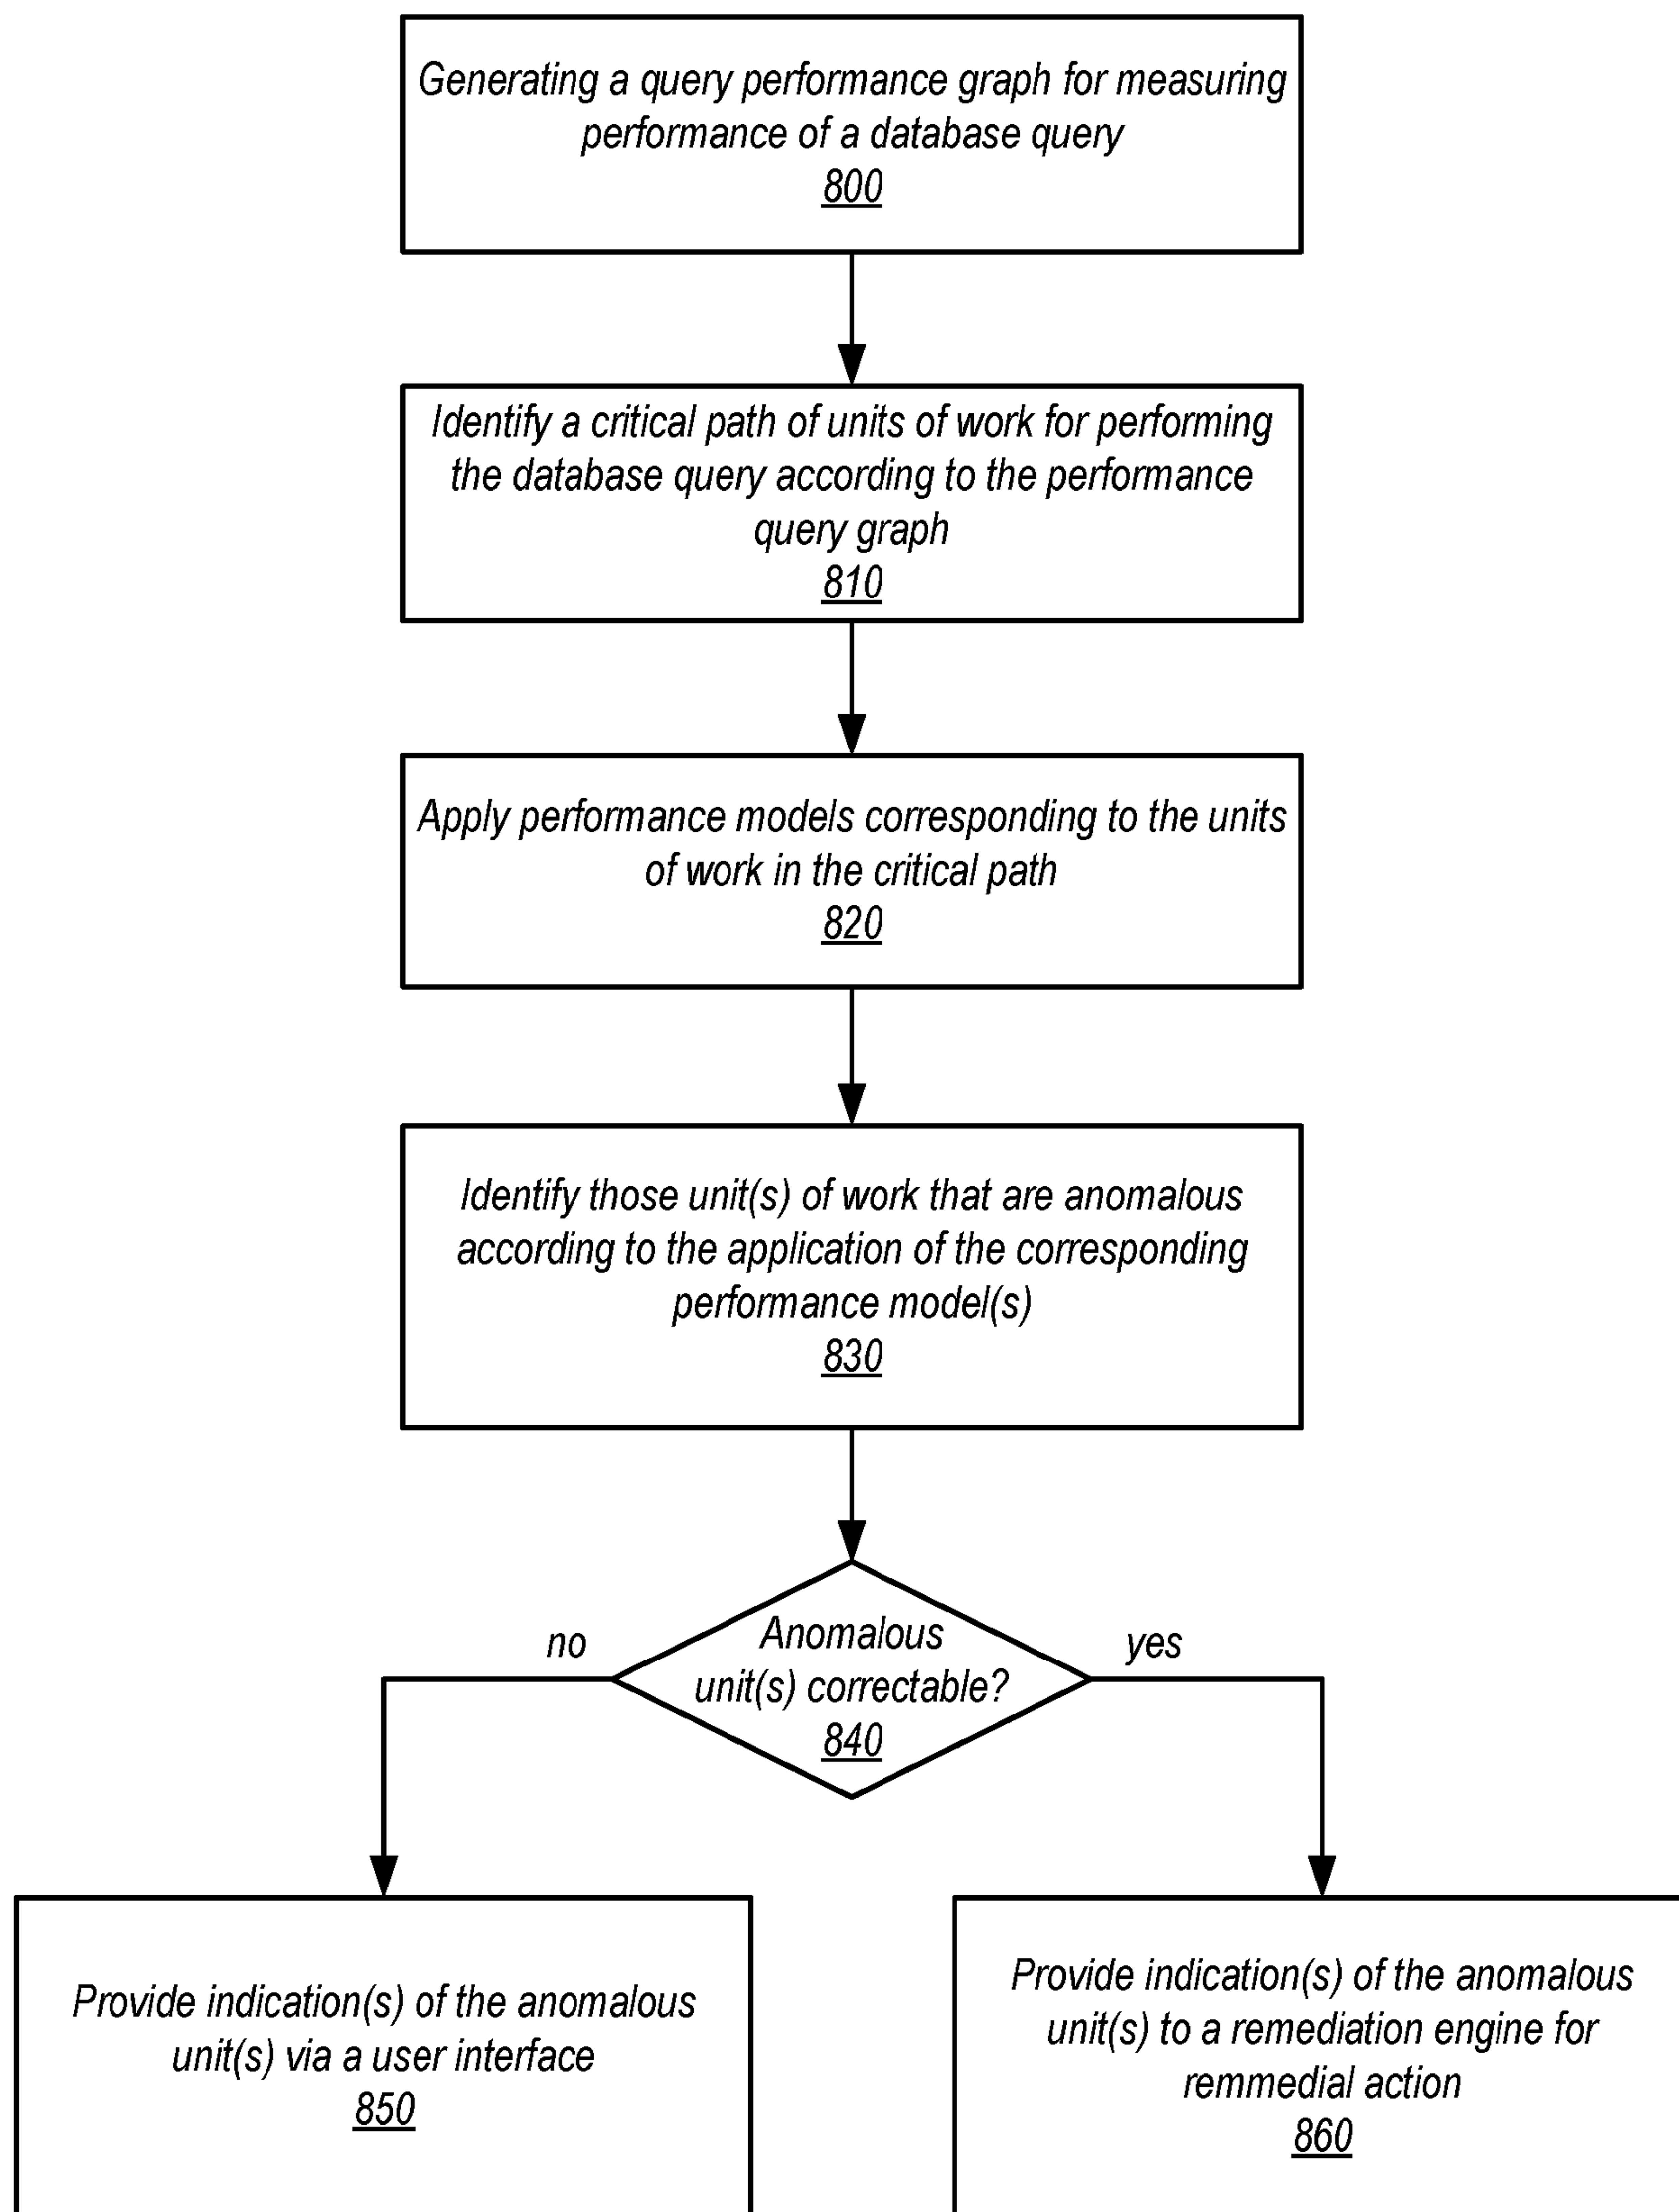 Generating a query performance graph for measuring
performance of a database query
800
Identify a critical path of units of work for performing
the database query according to the performance
query graph
810
Apply performance models corresponding to the units
of work in the critical path
820
Identify those unit(s) of work that are anomalous
according to the application of the corresponding
performance model(s)
830
Anomalous
unit(s) correctable?
840
no
yes
Provide indication(s) of the anomalous
unit(s) via a user interface
850
Provide indication(s) of the anomalous
unit(s) to a remediation engine for
remmedial action
860